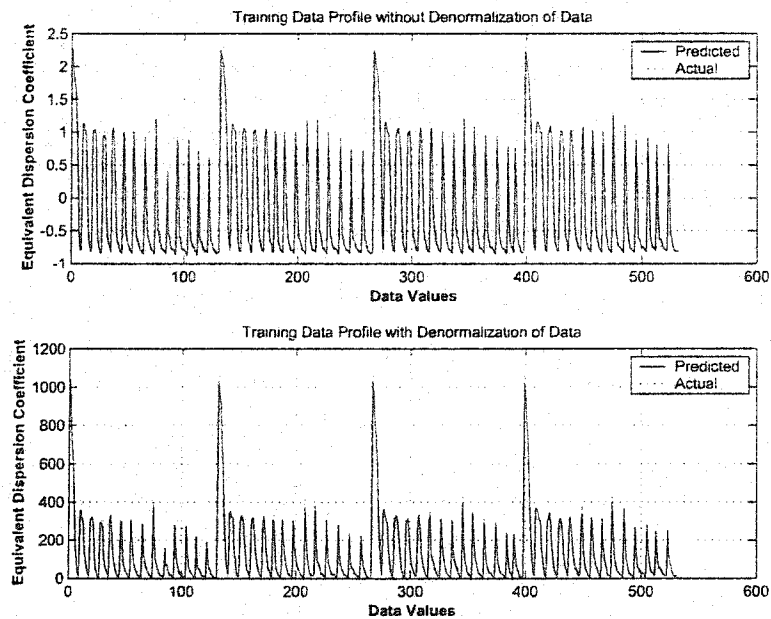 Training Data Profile without Denormalization of Data
Equivalent Dispersion Coefficient
2.5
2
1.5
1
0.5
0
-0.5
-1
0
100
200
300
400
500
600
Predicted
Actual
Data Values
Training Data Profile with Denormalization of Data
Equivalent Dispersion Coefficient
1200
1000
800
600
400
200
0
0
100
200
300
400
500
600
Predicted
Actual
Data Values